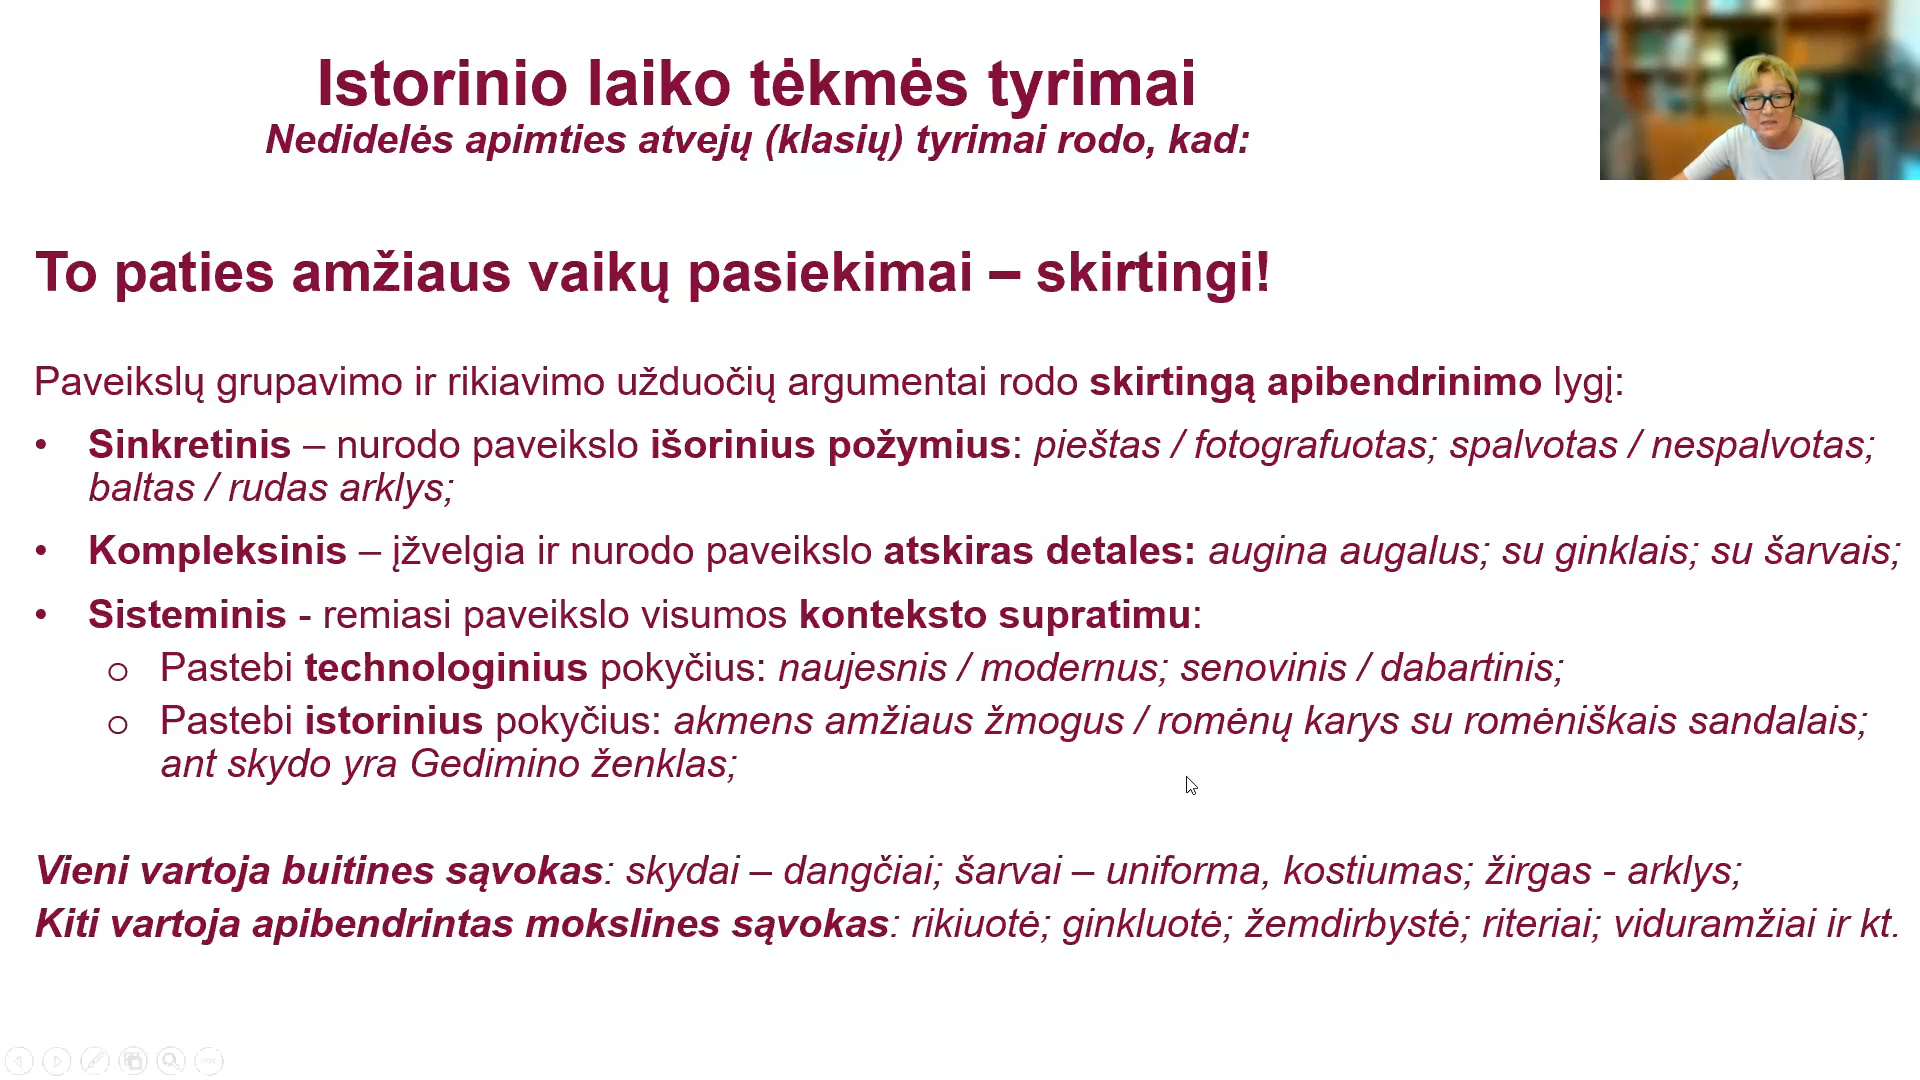 Istorinio laiko tėkmės tyrimai
Nedidelės apimties atvejų (klasių) tyrimai rodo, kad:
To paties amžiaus vaikų pasiekimai – skirtingi!
Paveikslų grupavimo ir rikiavimo užduočių argumentai rodo skirtingą apibendrinimo lygį:
• Sinkretinis – nurodo paveikslo išorinius požymius: pieštas / fotografuotas; spalvotas / nespalvotas;
baltas / rudas arklys;
• Kompleksinis – įžvelgia ir nurodo paveikslo atskiras detales: augina augalus; su ginklais; su šarvais;
• Sisteminis - remiasi paveikslo visumos konteksto supratimu:
o Pastebi technologinius pokyčius: naujesnis / modernus; senovinis / dabartinis;
o Pastebi istorinius pokyčius: akmens amžiaus žmogus / romėnų karys su romėniškais sandalais;
ant skydo yra Gedimino ženklas;
Vieni vartoja buitines sąvokas: skydai – dangčiai; šarvai – uniforma, kostiumas; žirgas - arklys;
Kiti vartoja apibendrintas mokslines sąvokas: rikiuotė; ginkluotė; žemdirbystė; riteriai; viduramžiai ir kt.